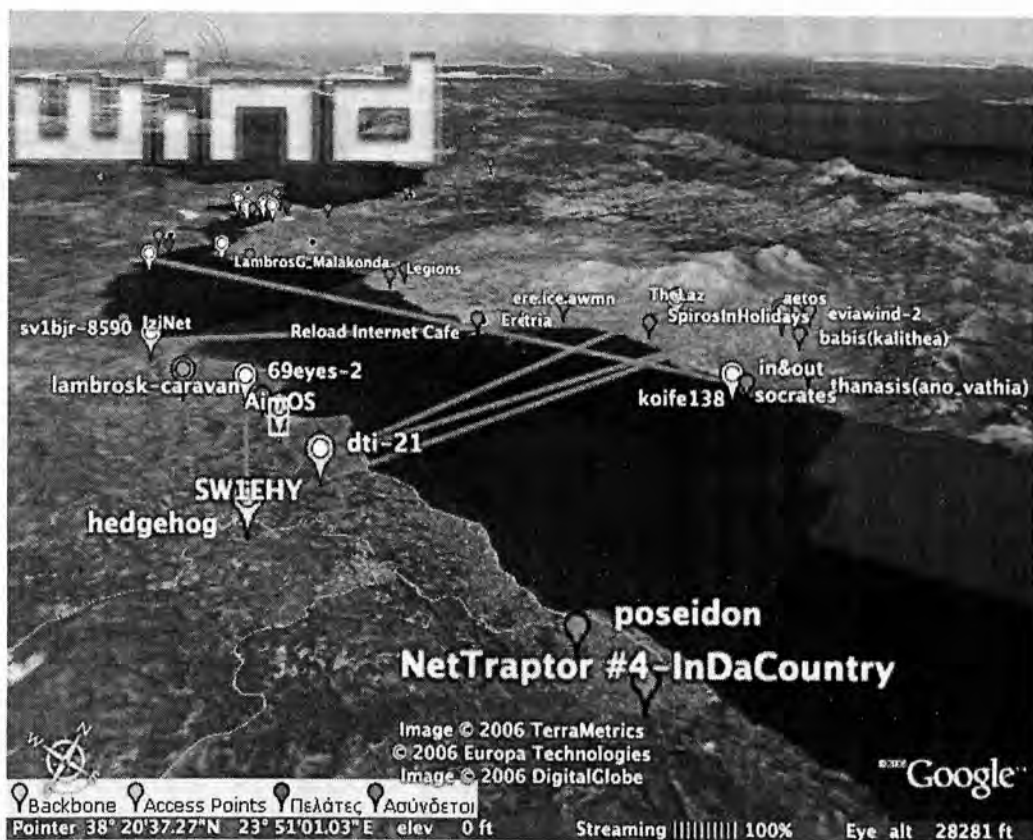 wind
LambrosG_Malakonda
Legions
ere.ice.awmn
TheLaz
aetos
sv1bjr-8590
IziNet
Reload Internet Cafe
Eretria
SpirosInHolidays
eviawind-2
babis(kalithea)
69eyes-2
in&out
lambrosk-caravan
koife138
socrates
thanasis(ano_vathia)
dti-21
SW1EHY
hedgehog
poseidon
NetTraptor #4-InDaCountry
Image © 2006 TerraMetrics
© 2006 Europa Technologies
Image © 2006 DigitalGlobe
Google
Backbone Access Points Πελάτες Ασύνδετοι
Pointer 38° 20'37.27"N 23° 51'01.03"E elev 0 ft Streaming |||||||||| 100% Eye alt 28281 ft